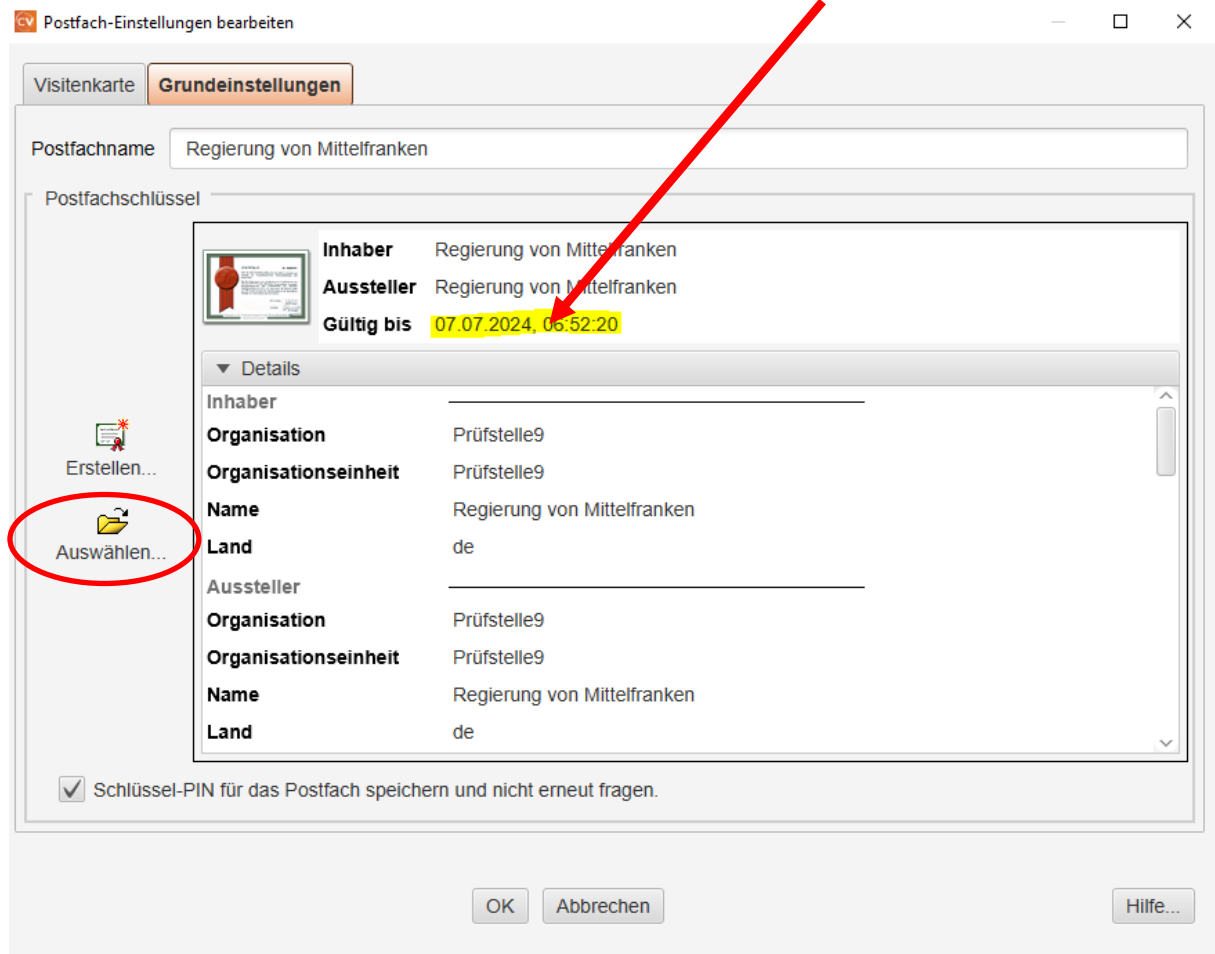 CV Postfach-Einstellungen bearbeiten
Visitenkarte Grundeinstellungen
Postfachname Regierung von Mittelfranken
Postfachschlüssel
Inhaber Regierung von Mittelfranken
Aussteller Regierung von Mittelfranken
Gültig bis 07.07.2024, 06:52:20
Details
Inhaber
Organisation Prüfstelle9
Organisationseinheit Prüfstelle9
Name Regierung von Mittelfranken
Land de
Aussteller
Organisation Prüfstelle9
Organisationseinheit Prüfstelle9
Name Regierung von Mittelfranken
Land de
Erstellen...
Auswählen...
Schlüssel-PIN für das Postfach speichern und nicht erneut fragen.
OK Abbrechen Hilfe...